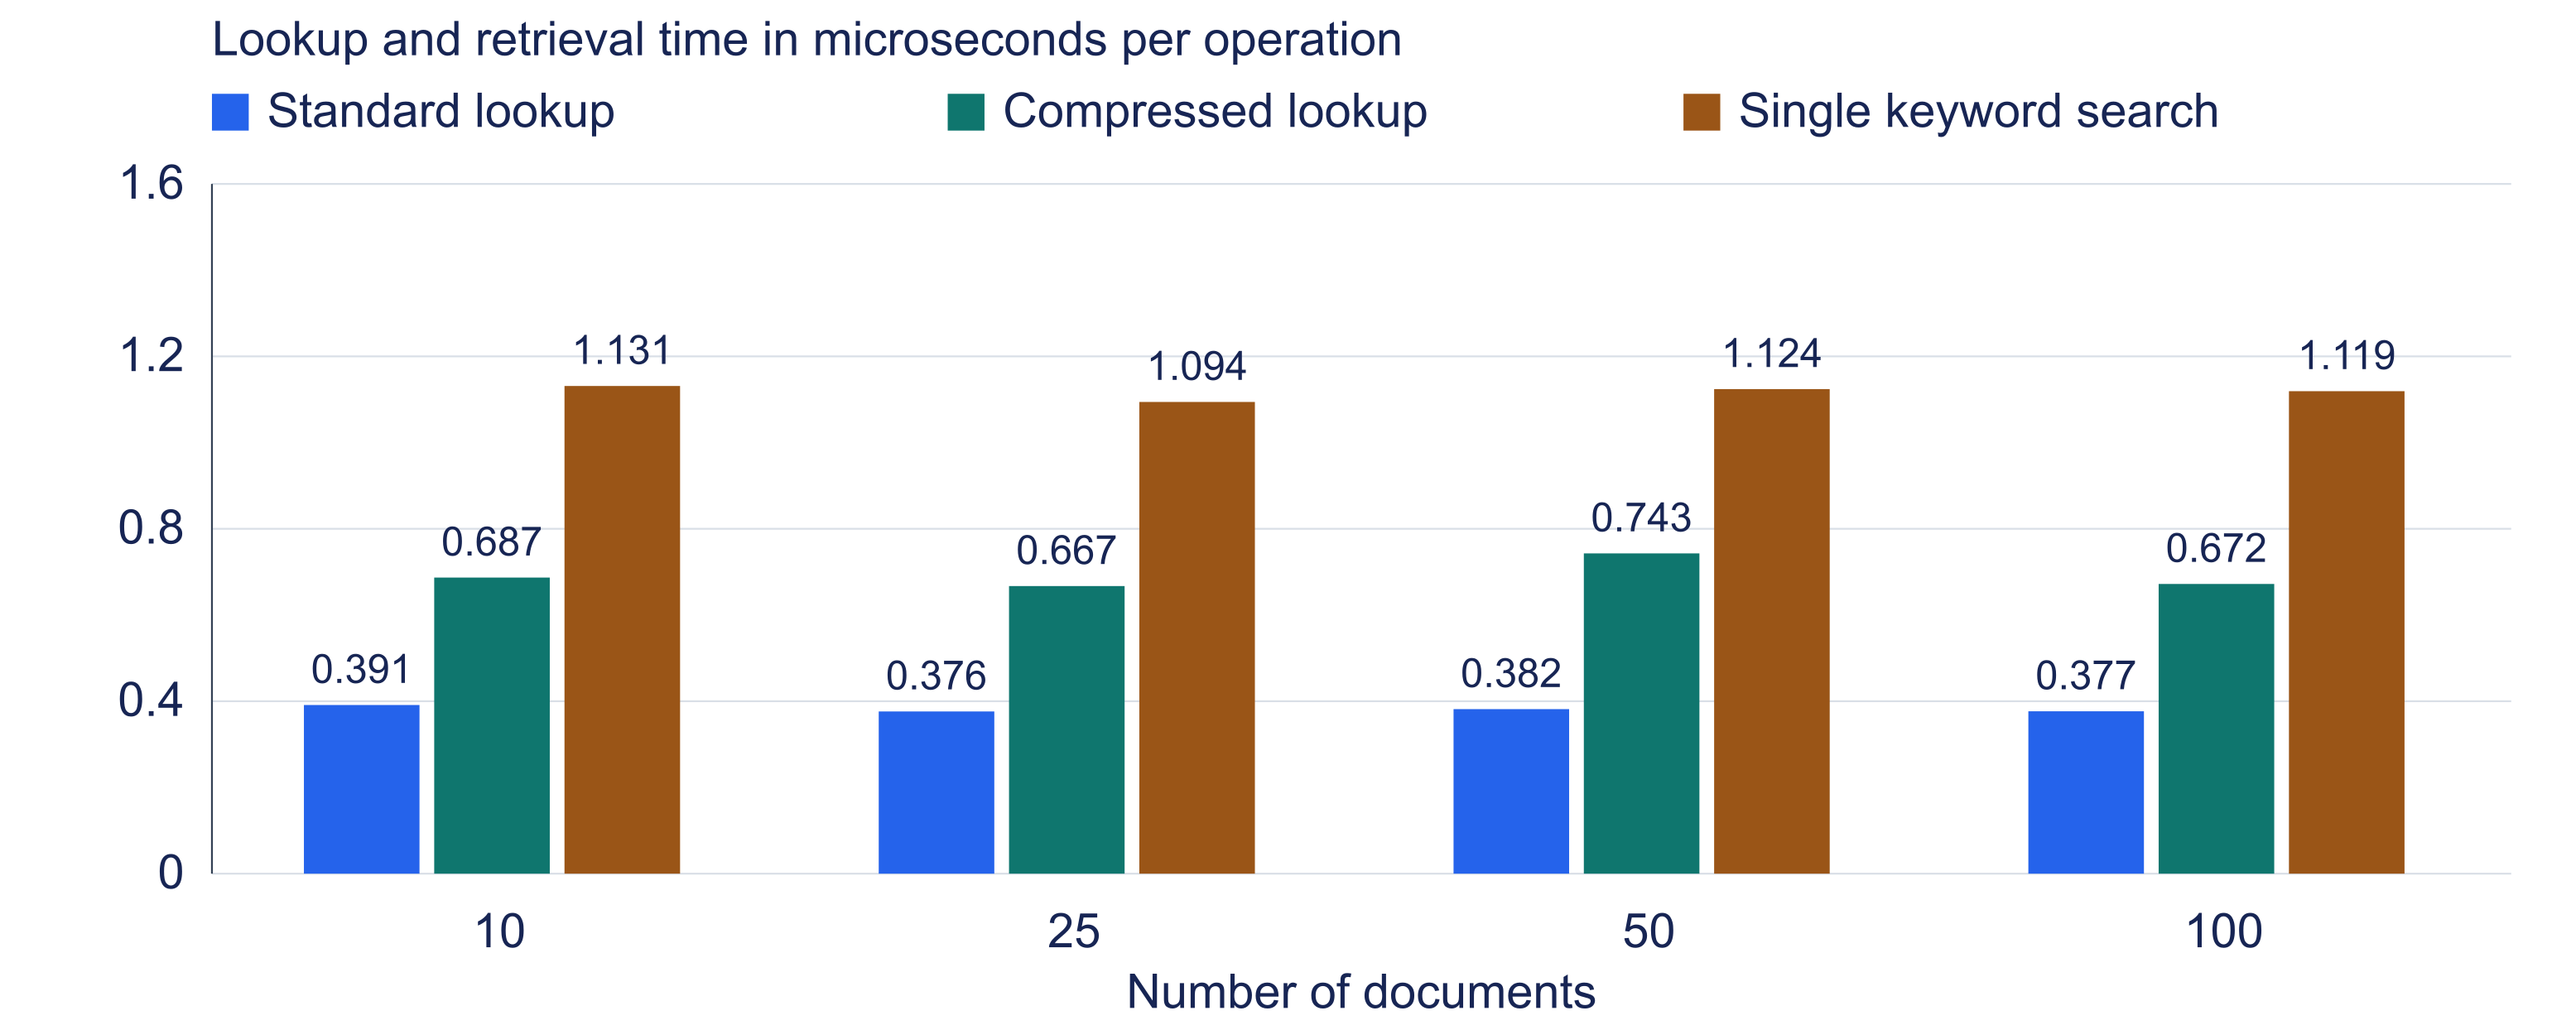 Lookup and retrieval time in microseconds per operation
Standard lookup Compressed lookup Single keyword search
1.6
1.2
0.8
0.4
0
0.391 0.687 1.131
0.376 0.667 1.094
0.382 0.743 1.124
0.377 0.672 1.119
10 25 50 100
Number of documents